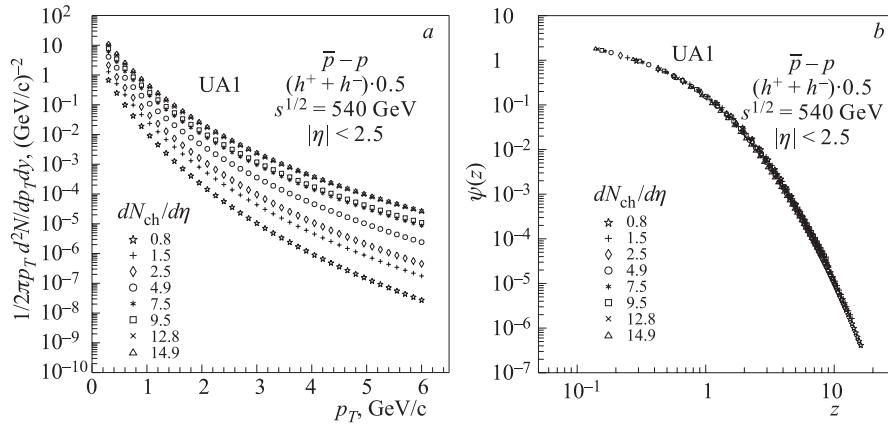 a
UA1
p̅ – p
(h⁺ + h⁻)·0.5
s^{1/2} = 540 GeV
|η| < 2.5
1/2πp_T d²N/dp_T dy, (GeV/c)⁻²
10²
10
1
10⁻¹
10⁻²
10⁻³
10⁻⁴
10⁻⁵
10⁻⁶
10⁻⁷
10⁻⁸
10⁻¹⁰
dN_ch/dη
0.8
1.5
2.5
4.9
7.5
9.5
12.8
14.9
0 1 2 3 4 5 6
p_T, GeV/c
b
UA1
p̅ – p
(h⁺ + h⁻)·0.5
s^{1/2} = 540 GeV
|η| < 2.5
ψ(z)
10
1
10⁻¹
10⁻²
10⁻³
10⁻⁴
10⁻⁵
10⁻⁶
10⁻⁷
dN_ch/dη
0.8
1.5
2.5
4.9
7.5
9.5
12.8
14.9
10⁻¹ 1 10
z